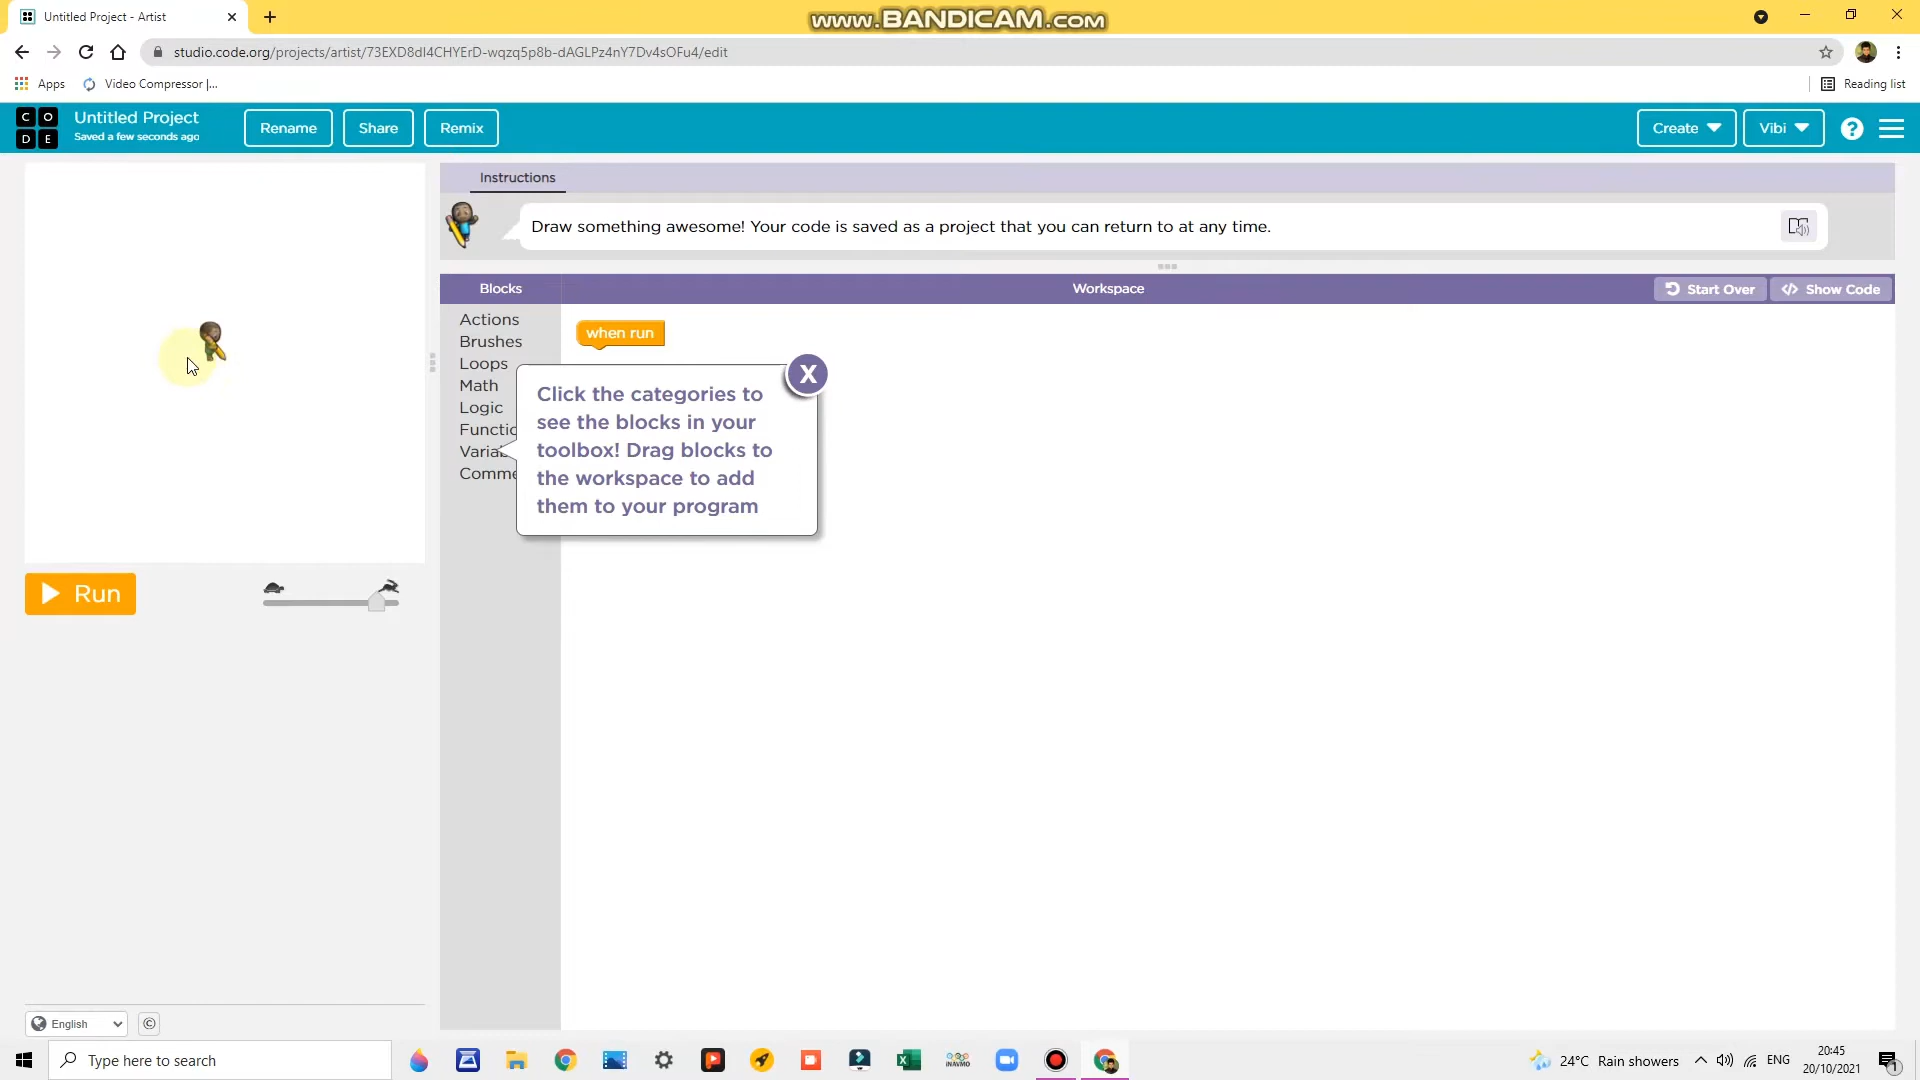 Untitled Project - Artist
www.BANDICAM.com
studio.code.org/projects/artist/73EXD8dI4CHYErD-wqzq5p8b-dAGLPz4nY7Dv4sOFu4/edit
Apps
Video Compressor |...
Reading list
C O
D E
Untitled Project
Saved a few seconds ago
Rename
Share
Remix
Create
Vibi
?
Instructions
Draw something awesome! Your code is saved as a project that you can return to at any time.
Blocks
Workspace
Start Over
Show Code
Actions
Brushes
Loops
Math
Logic
Functio
Varia
Comme
when run
X
Click the categories to
see the blocks in your
toolbox! Drag blocks to
the workspace to add
them to your program
Run
English
©
Type here to search
iNAVMO
24°C Rain showers
ENG
20:45
20/10/2021
1